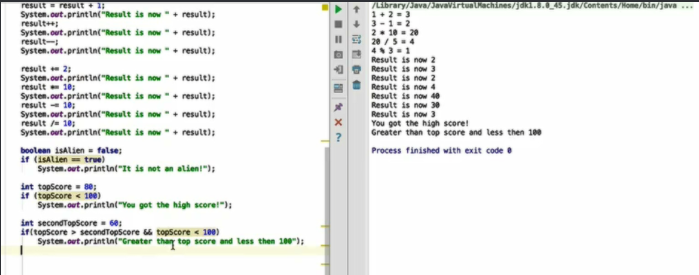 result = result + 1;
System.out.println("Result is now " + result);
result++;
System.out.println("Result is now " + result);
result--;
System.out.println("Result is now " + result);
result += 2;
System.out.println("Result is now " + result);
result *= 10;
System.out.println("Result is now " + result);
result -= 10;
System.out.println("Result is now " + result);
result /= 10;
System.out.println("Result is now " + result);
boolean isAlien = false;
if (isAlien == true)
System.out.println("It is not an alien!");
int topScore = 80;
if (topScore < 100)
System.out.println("You got the high score!");
int secondTopScore = 60;
if(topScore > secondTopScore && topScore < 100)
System.out.println("Greater than top score and less then 100");
/Library/Java/JavaVirtualMachines/jdk1.8.0_45.jdk/Contents/Home/bin/java ...
1 + 2 = 3
3 - 1 = 2
2 * 10 = 20
20 / 5 = 4
4 % 3 = 1
Result is now 2
Result is now 3
Result is now 2
Result is now 4
Result is now 40
Result is now 30
Result is now 3
You got the high score!
Greater than top score and less then 100
Process finished with exit code 0